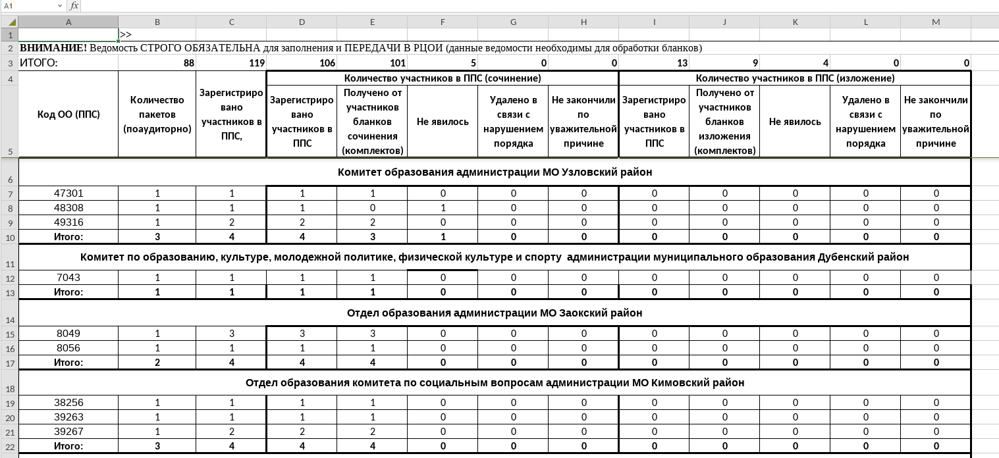 A1 fx
A B C D E F G H I J K L M
1 >>
2 ВНИМАНИЕ! Ведомость СТРОГО ОБЯЗАТЕЛЬНА для заполнения и ПЕРЕДАЧИ В РЦОИ (данные ведомости необходимы для обработки бланков)
3 ИТОГО: 88 119 106 101 5 0 0 13 9 4 0 0
4 Количество участников в ППС (сочинение) Количество участников в ППС (изложение)
Код ОО (ППС)
Количество
пакетов
(поаудиторно)
Зарегистриро
вано
участников в
ППС,
Зарегистриро
вано
участников в
ППС
Получено от
участников
бланков
сочинения
(комплектов)
Не явилось
Удалено в
связи с
нарушением
порядка
Не закончили
по
уважительной
причине
Зарегистриро
вано
участников в
ППС
Получено от
участников
бланков
изложения
(комплектов)
Не явилось
Удалено в
связи с
нарушением
порядка
Не закончили
по
уважительной
причине
5
6 Комитет образования администрации МО Узловский район
7 47301 1 1 1 1 0 0 0 0 0 0 0 0
8 48308 1 1 1 0 1 0 0 0 0 0 0 0
9 49316 1 2 2 2 0 0 0 0 0 0 0 0
10 Итого: 3 4 4 3 1 0 0 0 0 0 0 0
11 Комитет по образованию, культуре, молодежной политике, физической культуре и спорту администрации муниципального образования Дубенский район
12 7043 1 1 1 1 0 0 0 0 0 0 0 0
13 Итого: 1 1 1 1 0 0 0 0 0 0 0 0
14 Отдел образования администрации МО Заокский район
15 8049 1 3 3 3 0 0 0 0 0 0 0 0
16 8056 1 1 1 1 0 0 0 0 0 0 0 0
17 Итого: 2 4 4 4 0 0 0 0 0 0 0 0
18 Отдел образования комитета по социальным вопросам администрации МО Кимовский район
19 38256 1 1 1 1 0 0 0 0 0 0 0 0
20 39263 1 1 1 1 0 0 0 0 0 0 0 0
21 39267 1 2 2 2 0 0 0 0 0 0 0 0
22 Итого: 3 4 4 4 0 0 0 0 0 0 0 0